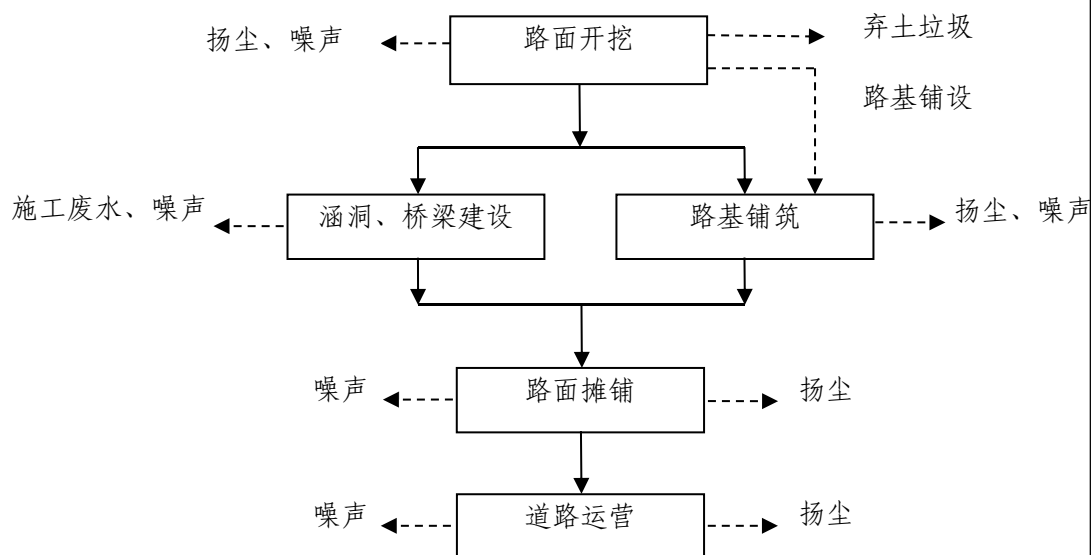 扬尘、噪声
路面开挖
弃土垃圾
路基铺设
施工废水、噪声
涵洞、桥梁建设
路基铺筑
扬尘、噪声
噪声
路面摊铺
扬尘
噪声
道路运营
扬尘